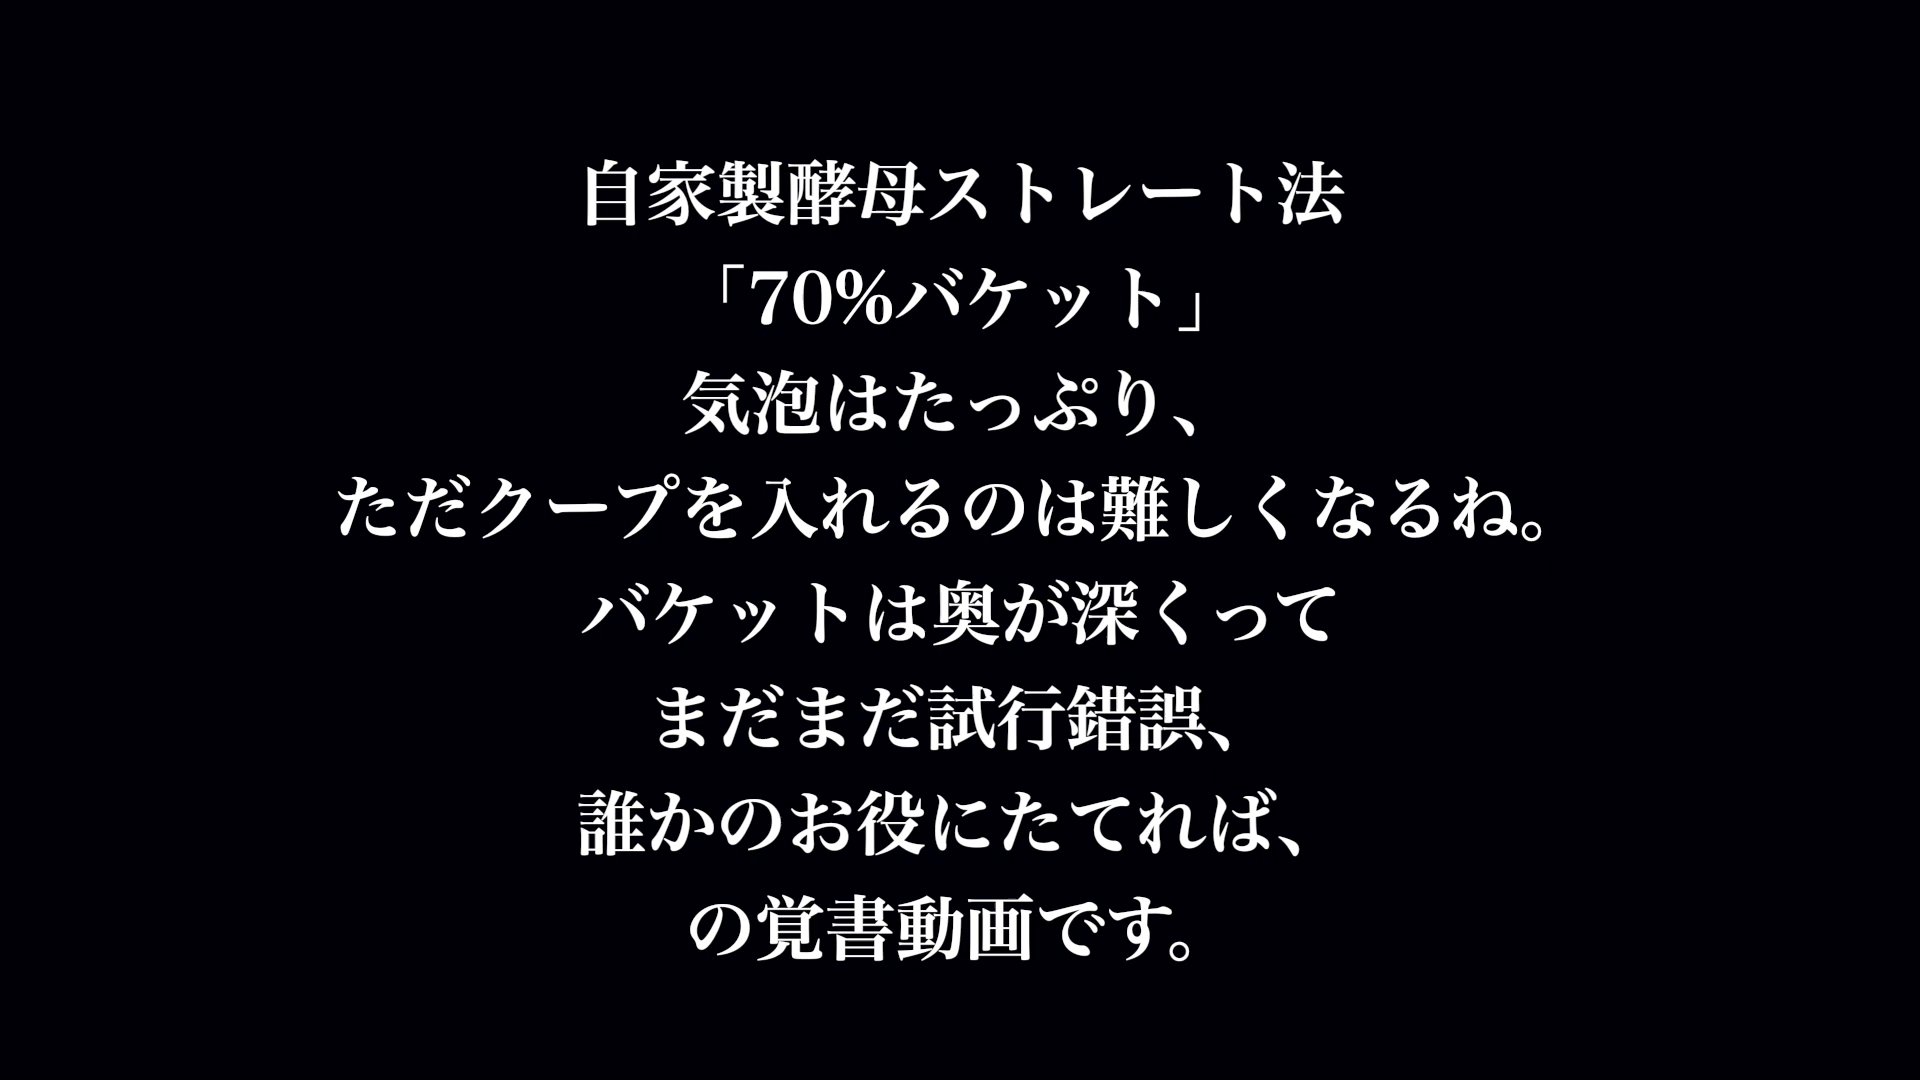 自家製酵母ストレート法
「70%バケット」
気泡はたっぷり、
ただクープを入れるのは難しくなるね。
バケットは奥が深くって
まだまだ試行錯誤、
誰かのお役にたてれば、
の覚書動画です。